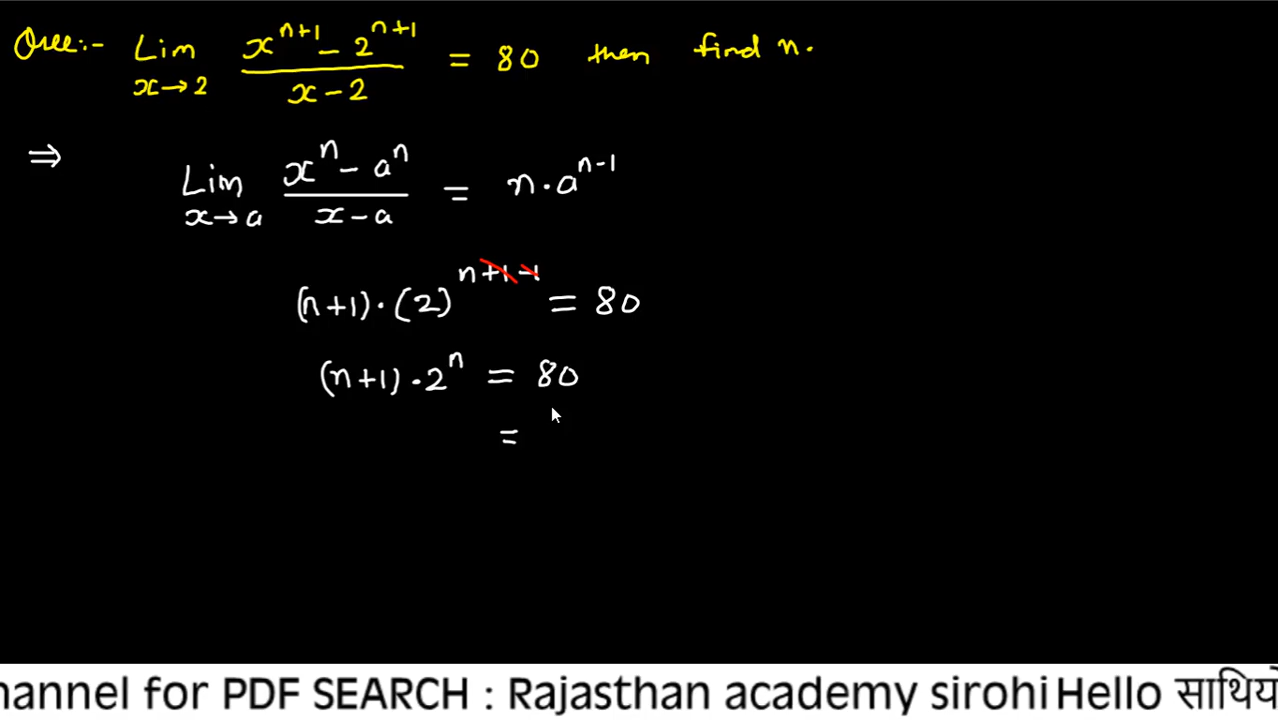 Que:- Lim x→2 (x^(n+1) - 2^(n+1))/(x-2) = 80 then find n.
⇒ Lim x→a (x^n - a^n)/(x-a) = n·a^(n-1)
(n+1)·(2)^(n+1-1) = 80
(n+1)·2^n = 80
=
hannel for PDF SEARCH : Rajasthan academy sirohi Hello साथियो